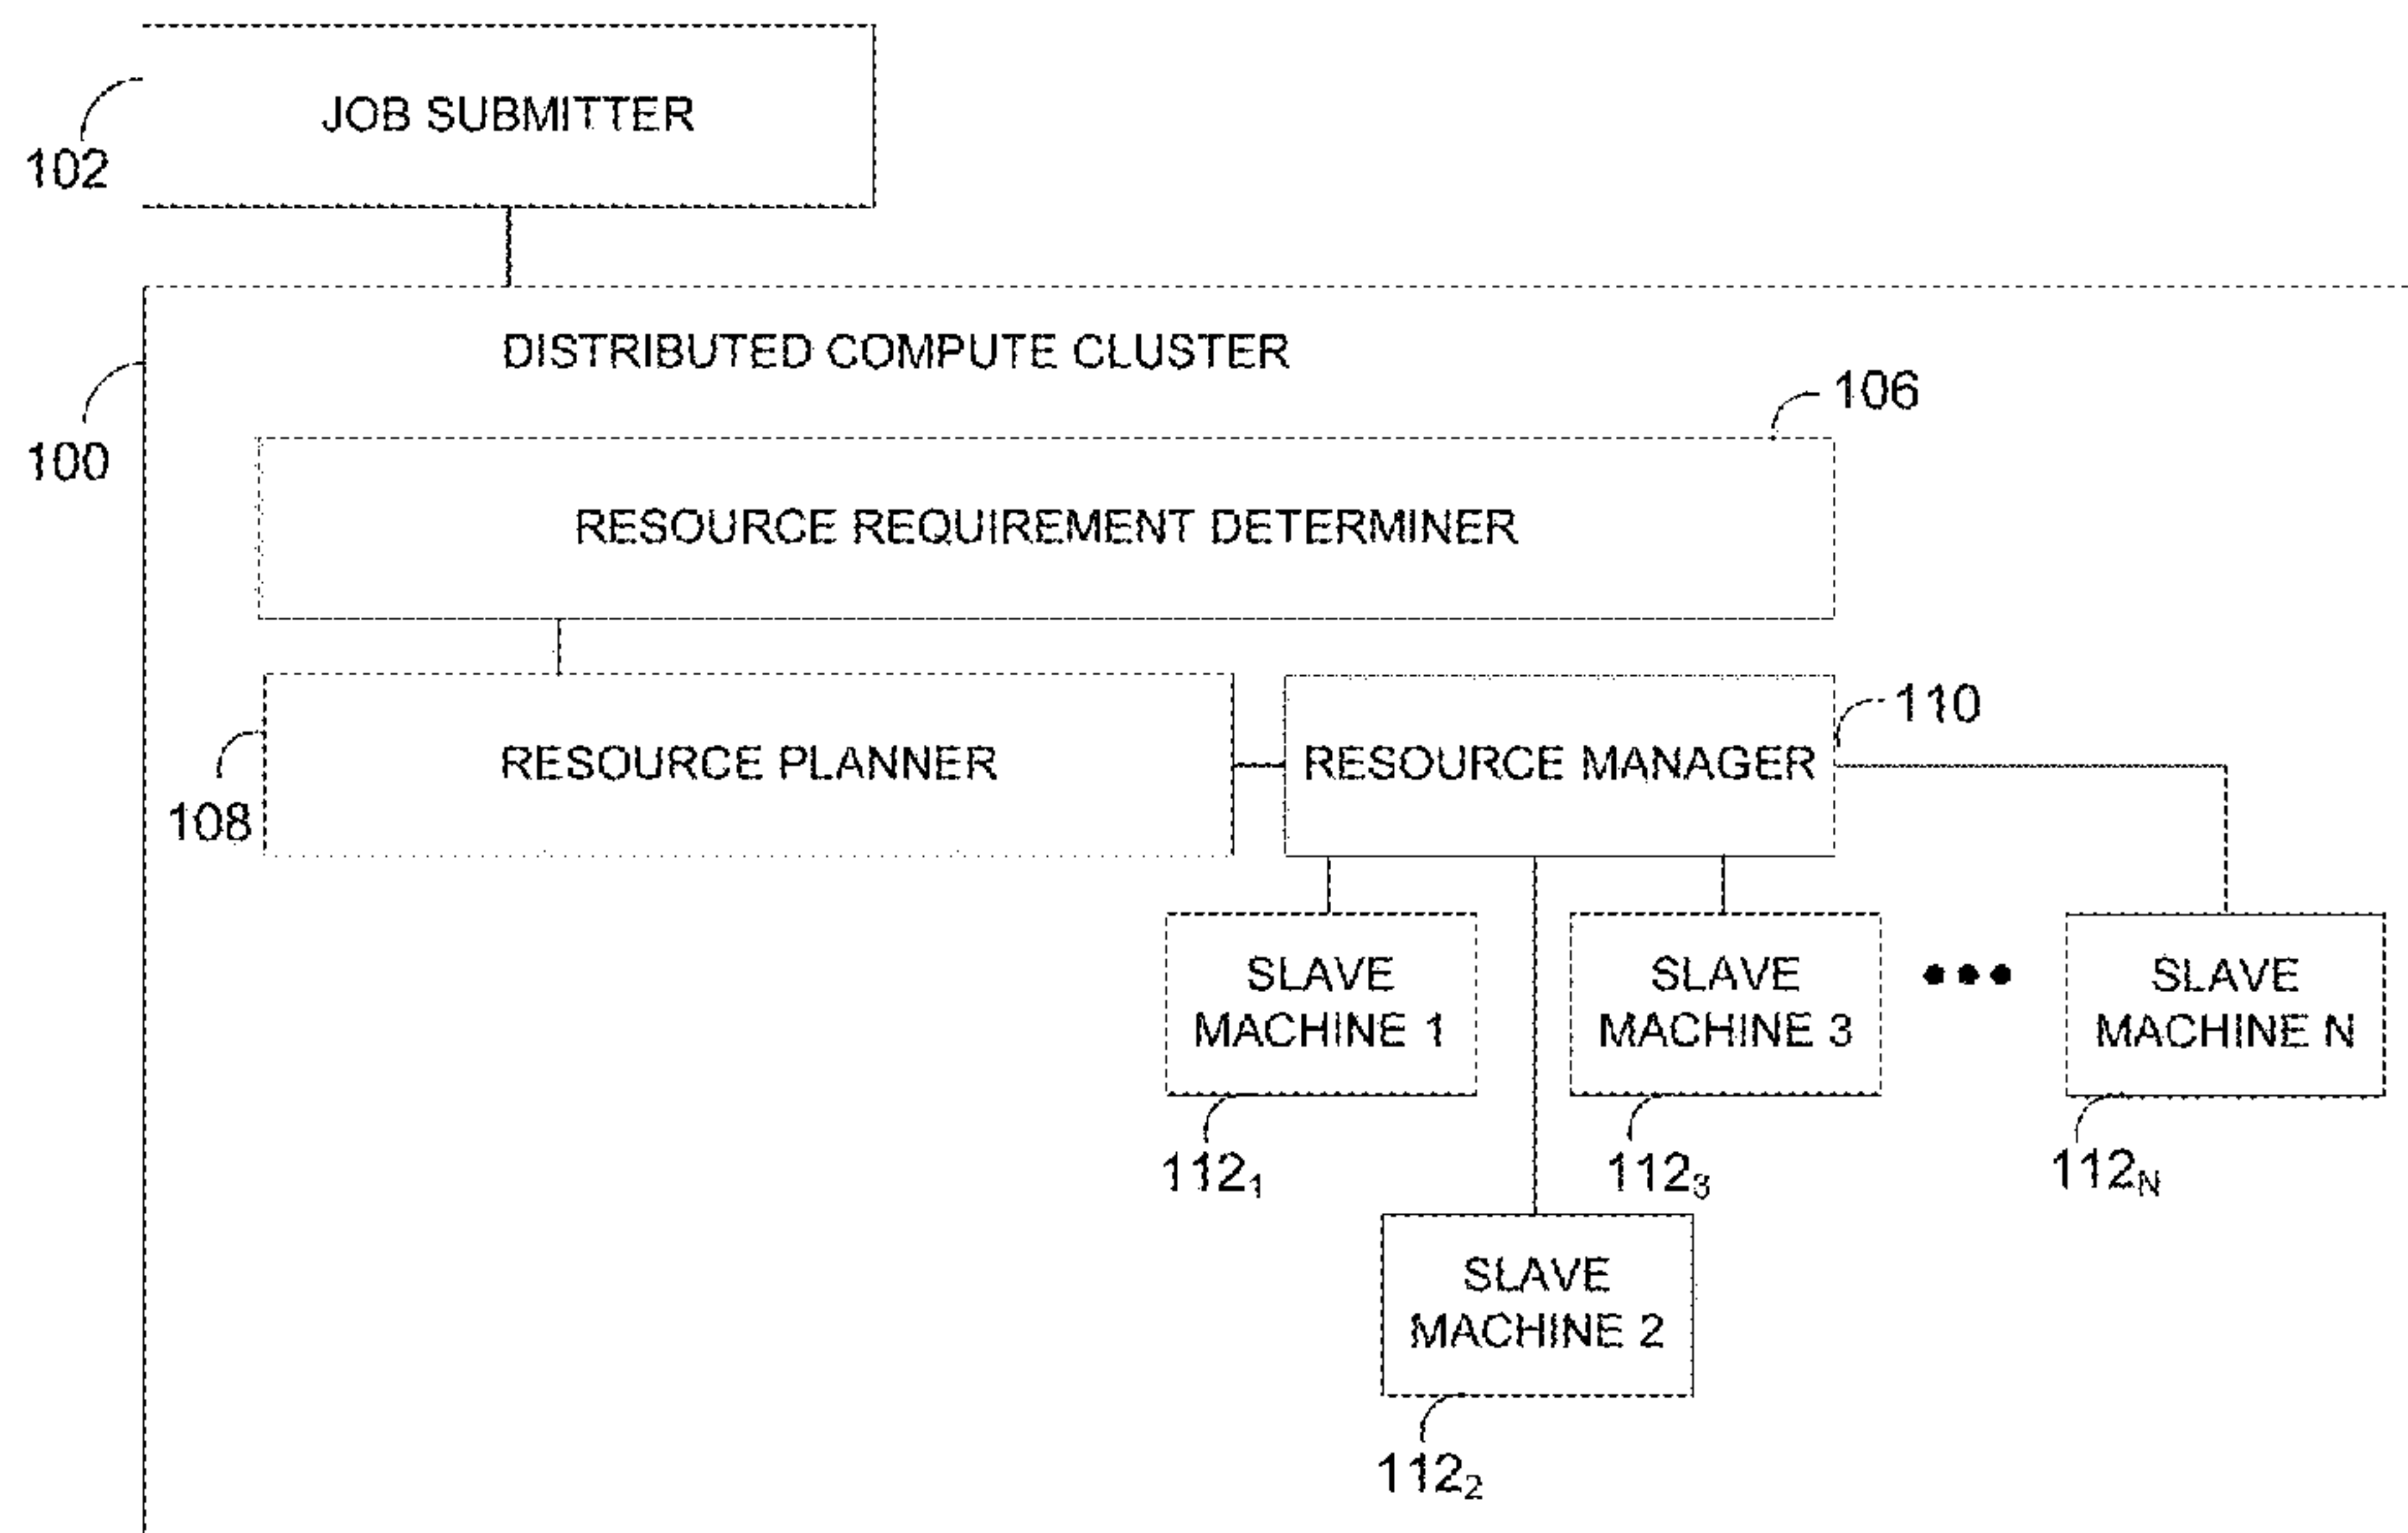 JOB SUBMITTER
102
DISTRIBUTED COMPUTE CLUSTER
100
106
RESOURCE REQUIREMENT DETERMINER
110
RESOURCE PLANNER
RESOURCE MANAGER
108
SLAVE
MACHINE 1
SLAVE
MACHINE 3
SLAVE
MACHINE N
112₁
112₃
112N
SLAVE
MACHINE 2
112₂